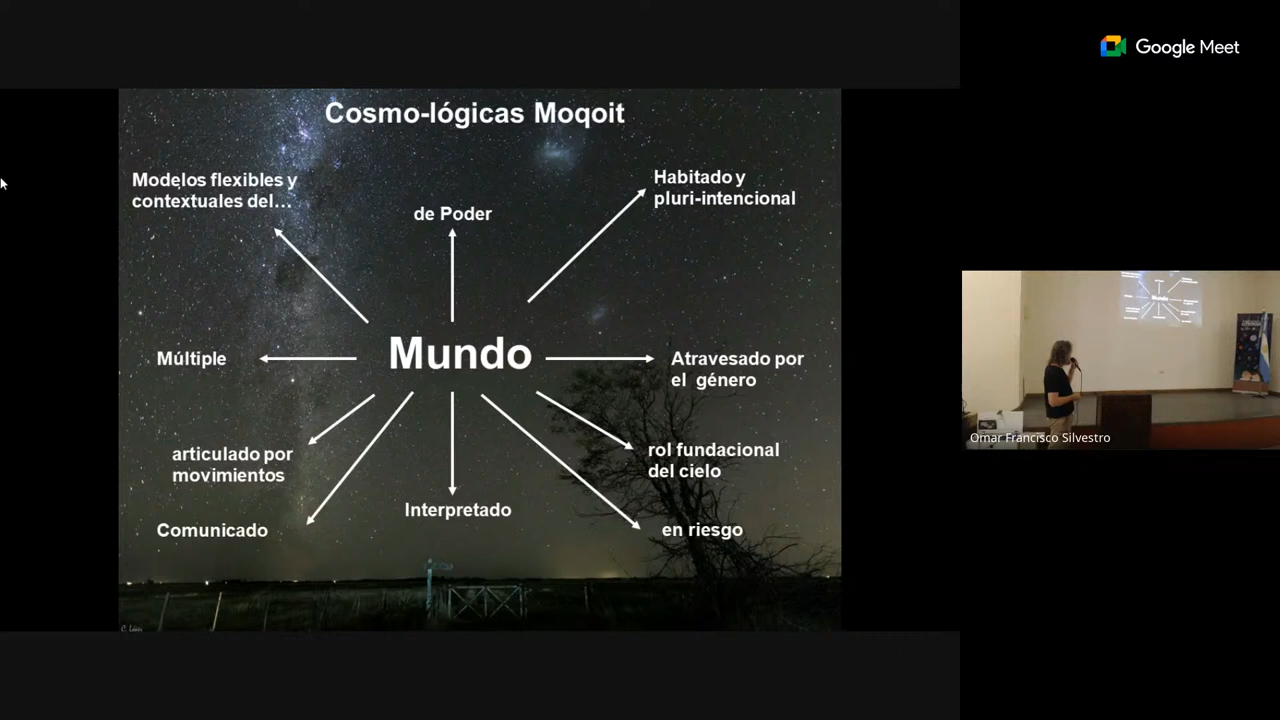 Google Meet
Cosmo-lógicas Moqoit
Modelos flexibles y
contextuales del...
de Poder
Habitado y
pluri-intencional
Mundo
Múltiple
Atravesado por
el género
articulado por
movimientos
rol fundacional
del cielo
Interpretado
Comunicado
en riesgo
Mundo
Omar Francisco Silvestro